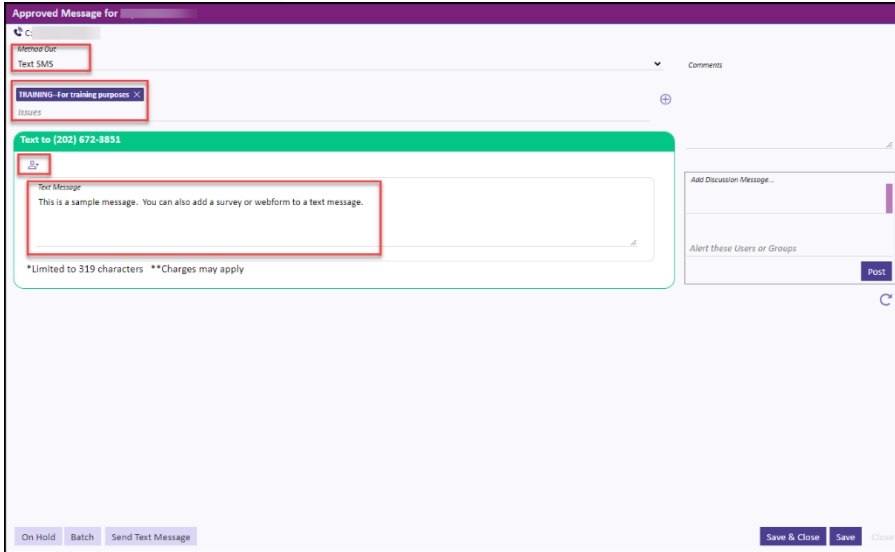 Approved Message for
C:
Method Out
Text SMS
Comments
TRAINING--For training purposes ×
Issues
Text to (202) 672-3851
Add Discussion Message...
Text Message
This is a sample message. You can also add a survey or webform to a text message.
Alert these Users or Groups
*Limited to 319 characters **Charges may apply
Post
On Hold Batch Send Text Message Save & Close Save Close